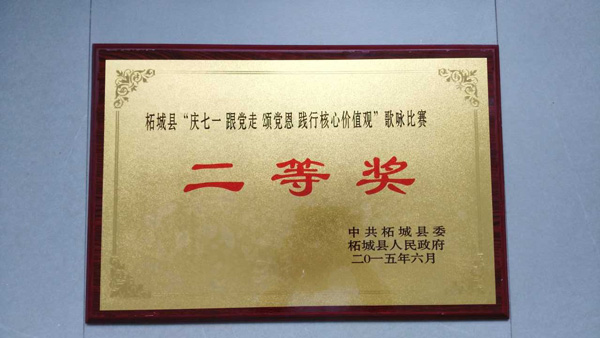 柘城县“庆七一 跟党走 颂党恩 践行核心价值观”歌咏比赛
二等奖
中共柘城县委
柘城县人民政府
二〇一五年六月